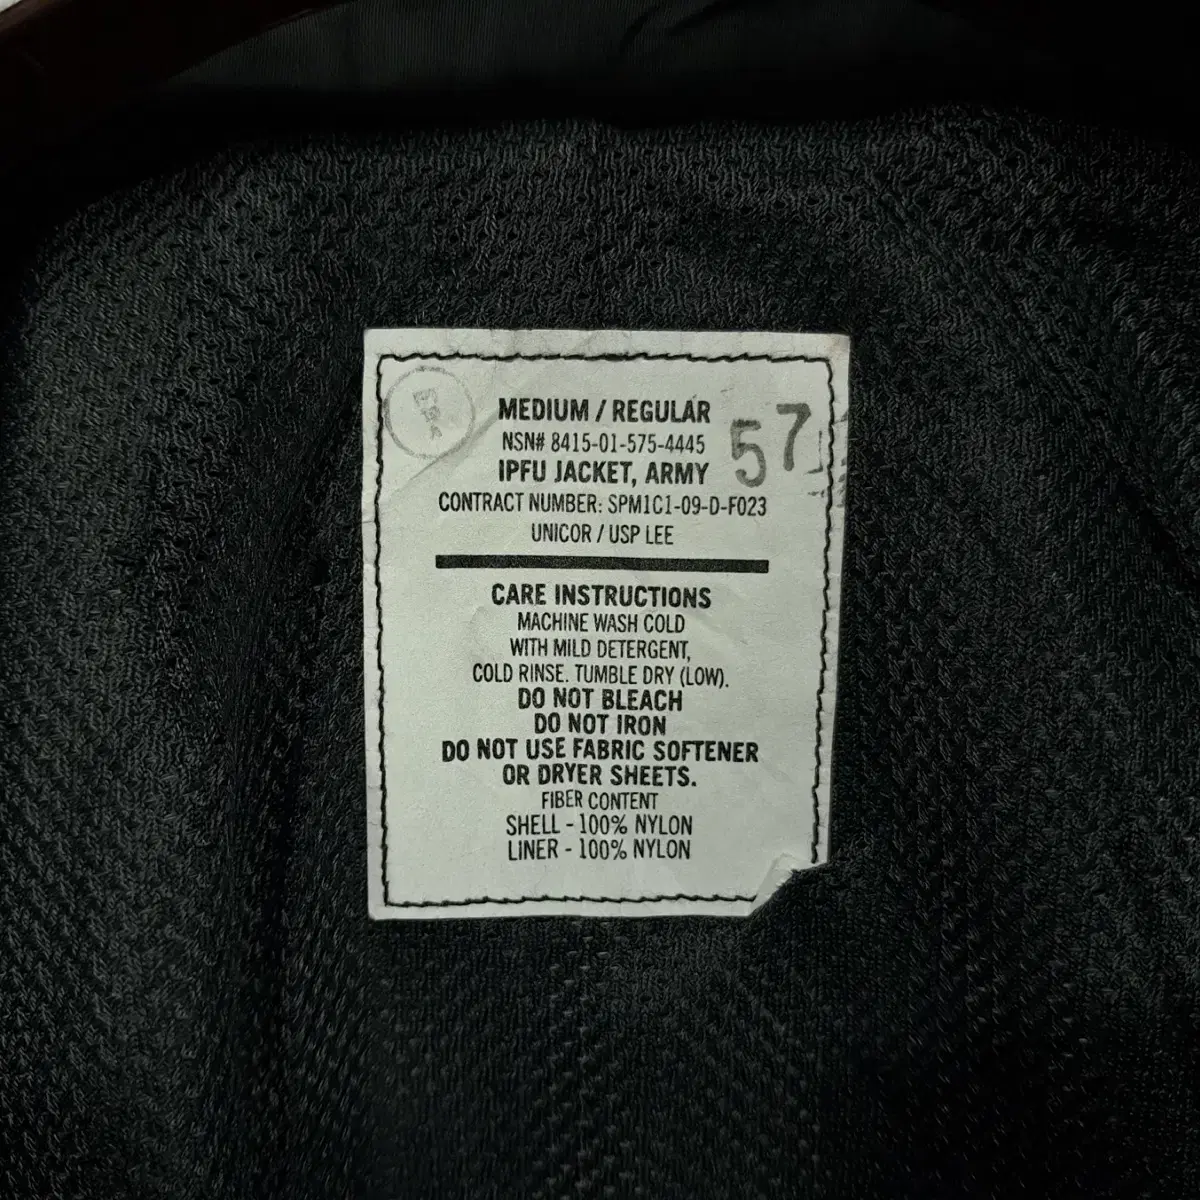 MEDIUM / REGULAR
NSN# 8415-01-575-4445
IPFU JACKET, ARMY
57
CONTRACT NUMBER: SPM1C1-09-D-F023
UNICOR / USP LEE
CARE INSTRUCTIONS
MACHINE WASH COLD
WITH MILD DETERGENT,
COLD RINSE. TUMBLE DRY (LOW).
DO NOT BLEACH
DO NOT IRON
DO NOT USE FABRIC SOFTENER
OR DRYER SHEETS.
FIBER CONTENT
SHELL - 100% NYLON
LINER - 100% NYLON